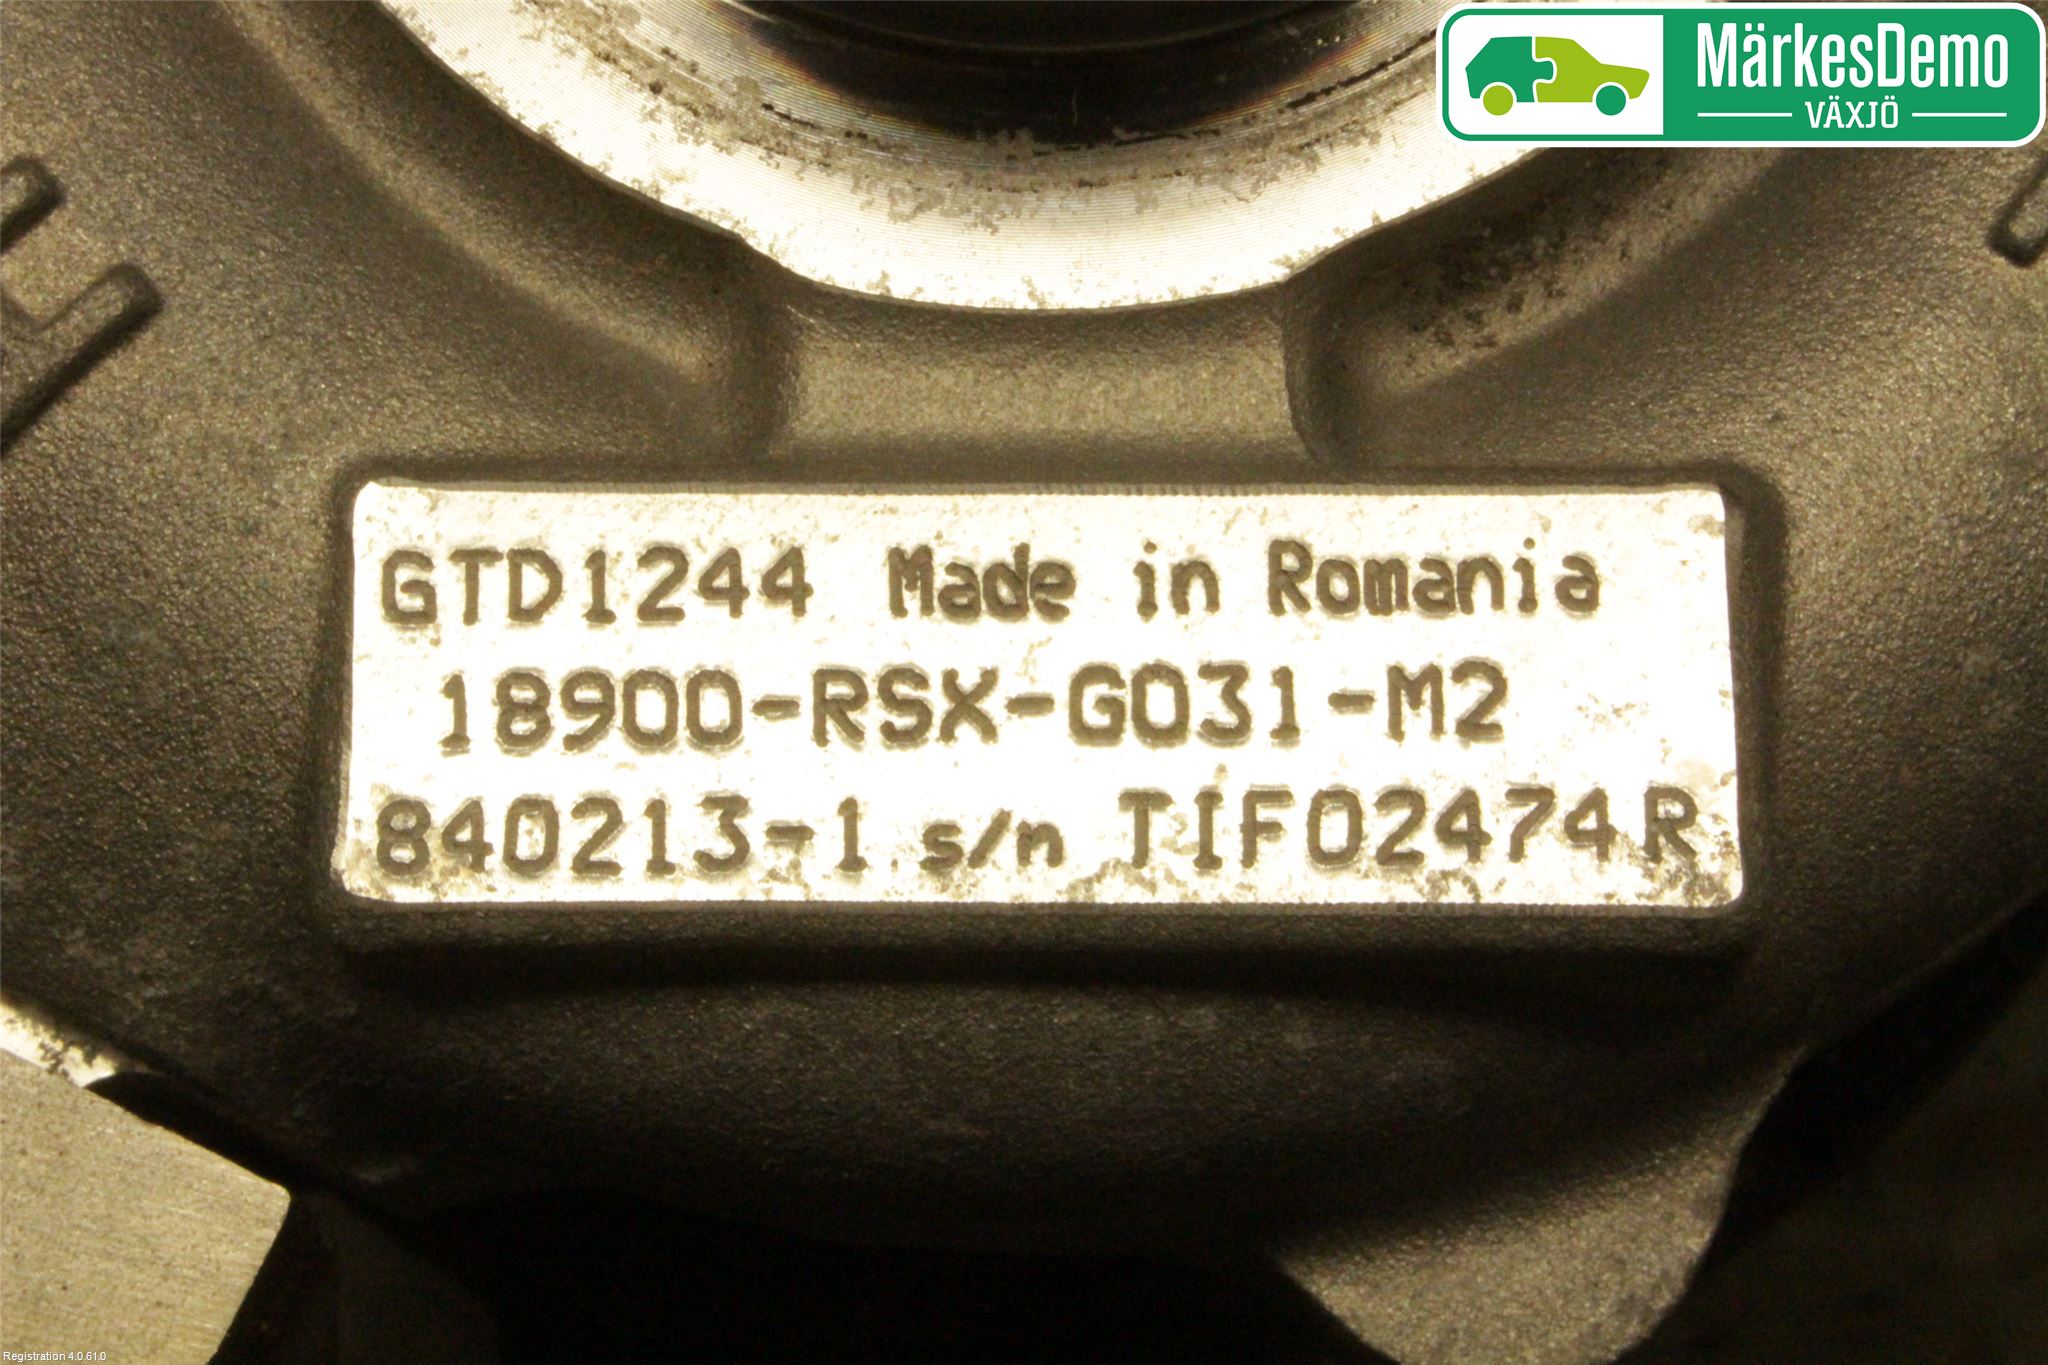 MärkesDemo
VÄXJÖ
GTD1244 Made in Romania
18900-RSX-G031-M2
840213-1 s/n TIF02474R
Registration 4.0.61.0